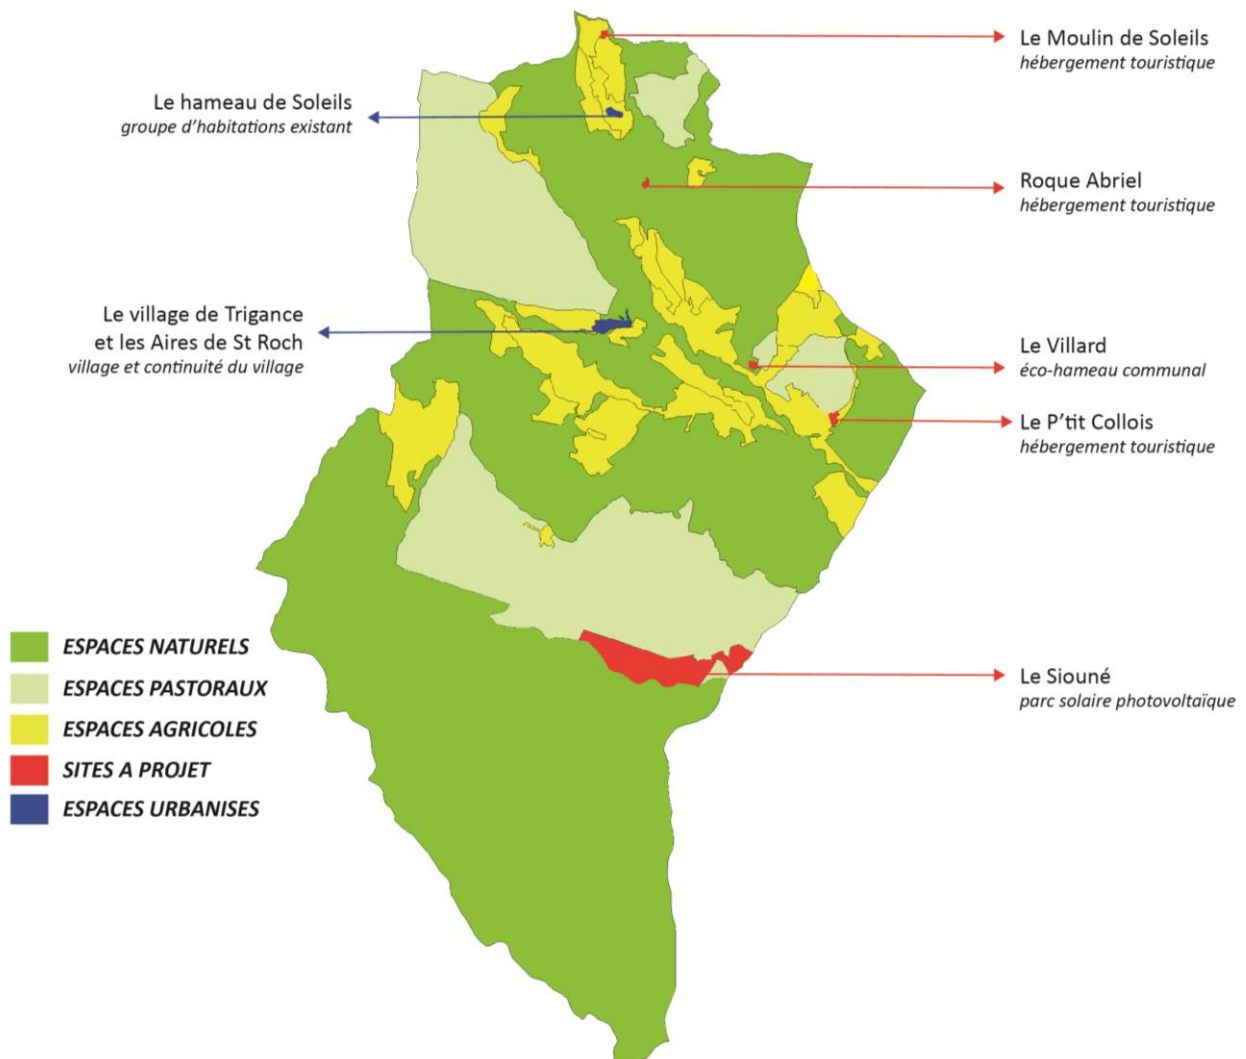 Le Moulin de Soleils
hébergement touristique
Le hameau de Soleils
groupe d'habitations existant
Roque Abriel
hébergement touristique
Le village de Trigance
et les Aires de St Roch
village et continuité du village
Le Villard
éco-hameau communal
Le P'tit Collois
hébergement touristique
ESPACES NATURELS
ESPACES PASTORAUX
ESPACES AGRICOLES
SITES A PROJET
ESPACES URBANISES
Le Siouné
parc solaire photovoltaïque